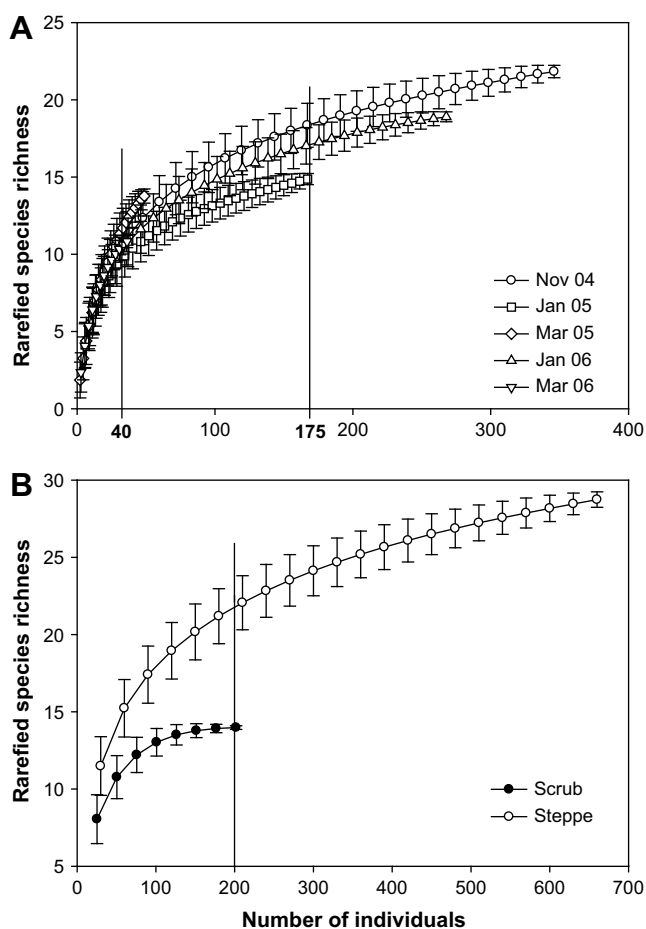 A
25
20
15
10
5
0
Rarefied species richness
Nov 04
Jan 05
Mar 05
Jan 06
Mar 06
0 40 100 175 200 300 400
B
30
25
20
15
10
5
Rarefied species richness
Scrub
Steppe
0 100 200 300 400 500 600 700
Number of individuals